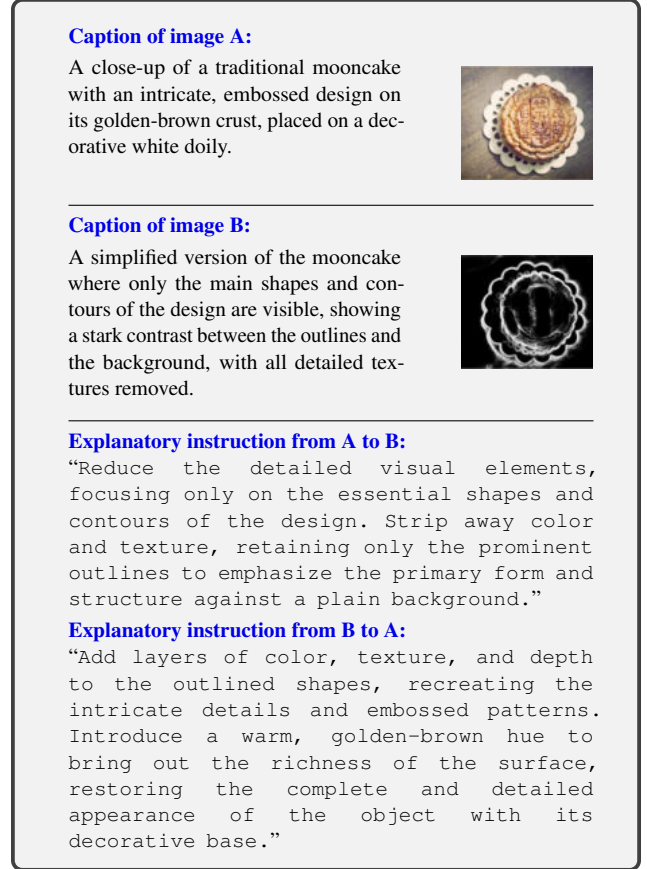 Caption of image A:
A close-up of a traditional mooncake
with an intricate, embossed design on
its golden-brown crust, placed on a dec-
orative white doily.
Caption of image B:
A simplified version of the mooncake
where only the main shapes and con-
tours of the design are visible, showing
a stark contrast between the outlines and
the background, with all detailed tex-
tures removed.
Explanatory instruction from A to B:
“Reduce the detailed visual elements,
focusing only on the essential shapes and
contours of the design. Strip away color
and texture, retaining only the prominent
outlines to emphasize the primary form and
structure against a plain background.”
Explanatory instruction from B to A:
“Add layers of color, texture, and depth
to the outlined shapes, recreating the
intricate details and embossed patterns.
Introduce a warm, golden-brown hue to
bring out the richness of the surface,
restoring the complete and detailed
appearance of the object with its
decorative base.”